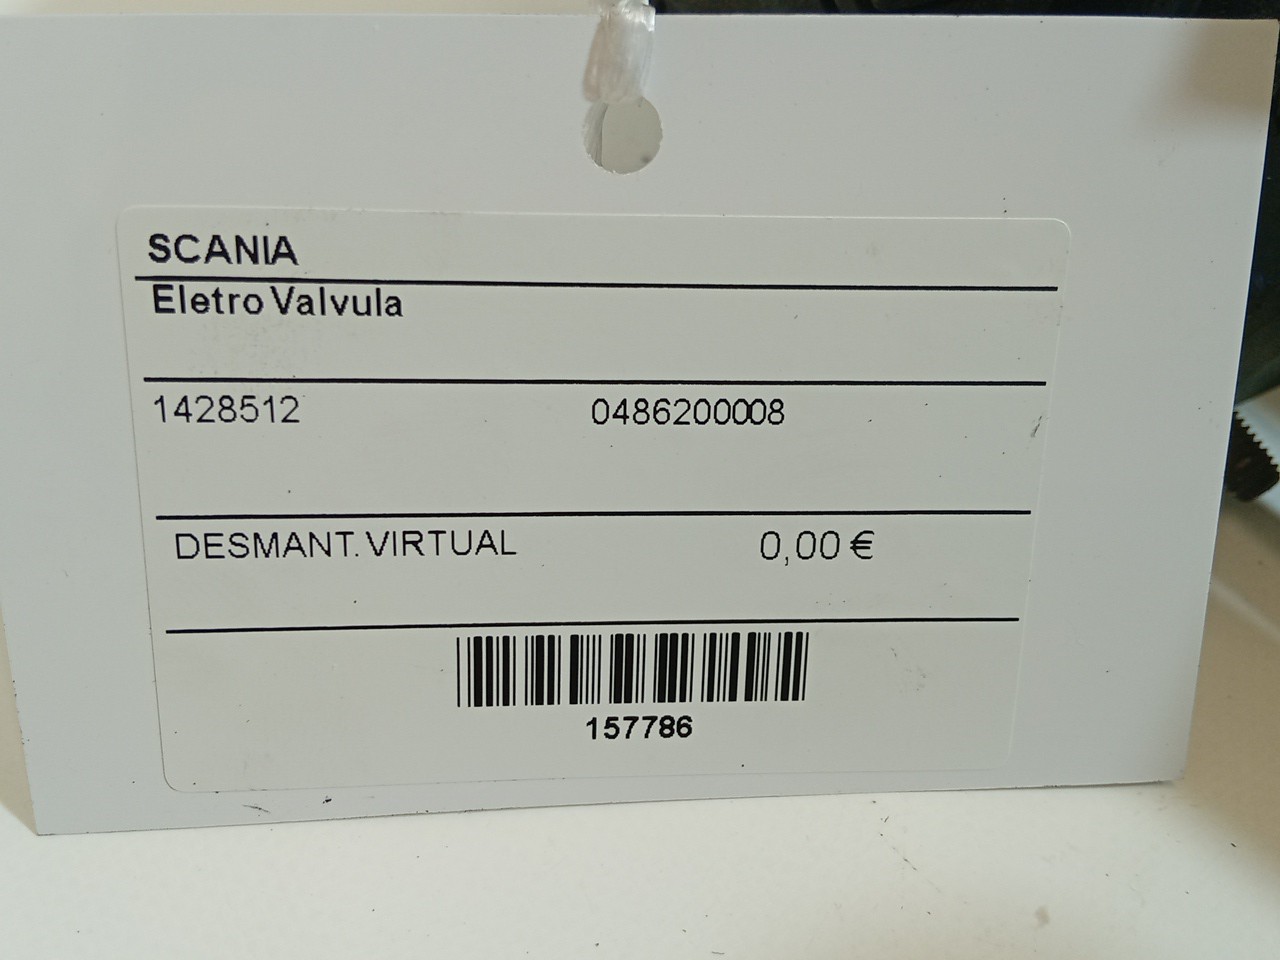 SCANIA
Eletro Valvula
1428512 0486200008
DESMANT. VIRTUAL 0,00 €
157786